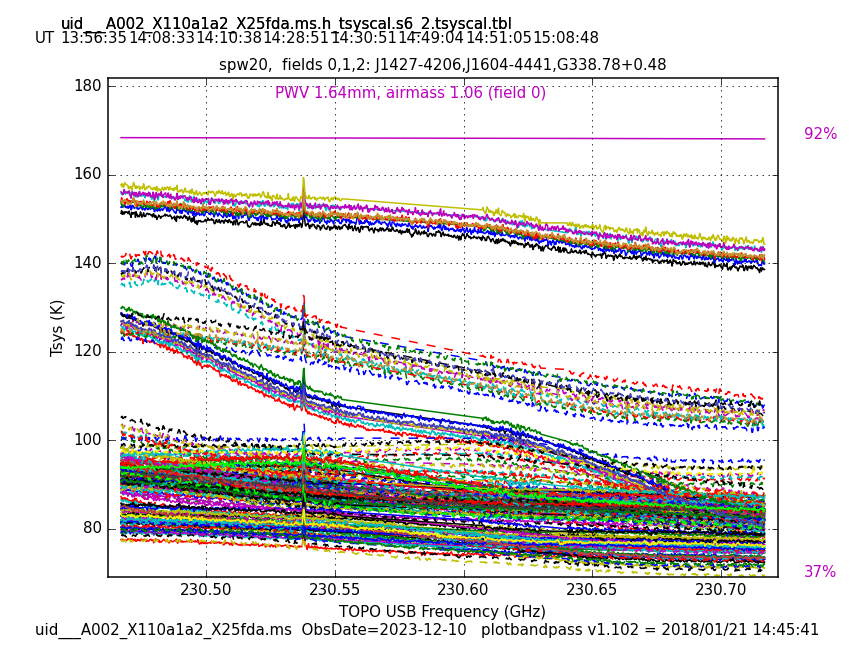 uid___A002_X110a1a2_X25fda.ms.h_tsyscal.s6_2.tsyscal.tbl
UT 13:56:35 14:08:33 14:10:38 14:28:51 14:30:51 14:49:04 14:51:05 15:08:48
spw20, fields 0,1,2: J1427-4206,J1604-4441,G338.78+0.48
PWV 1.64mm, airmass 1.06 (field 0)
92%
180
160
140
120
100
80
Tsys (K)
37%
230.50 230.55 230.60 230.65 230.70
TOPO USB Frequency (GHz)
uid___A002_X110a1a2_X25fda.ms ObsDate=2023-12-10 plotbandpass v1.102 = 2018/01/21 14:45:41